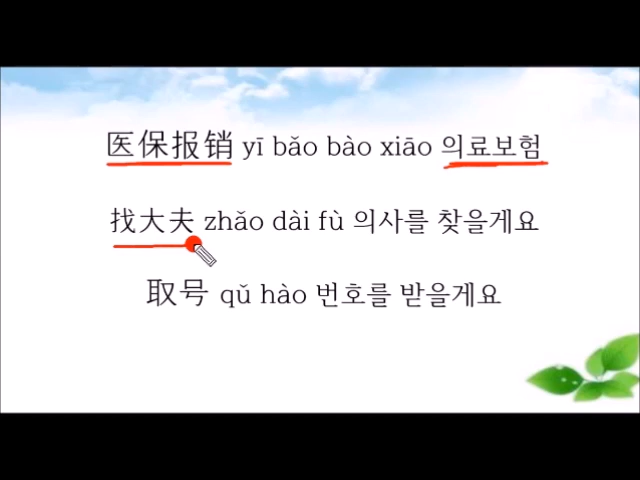 医保报销 yī bǎo bào xiāo 의료보험
找大夫 zhǎo dài fù 의사를 찾을게요
取号 qǔ hào 번호를 받을게요